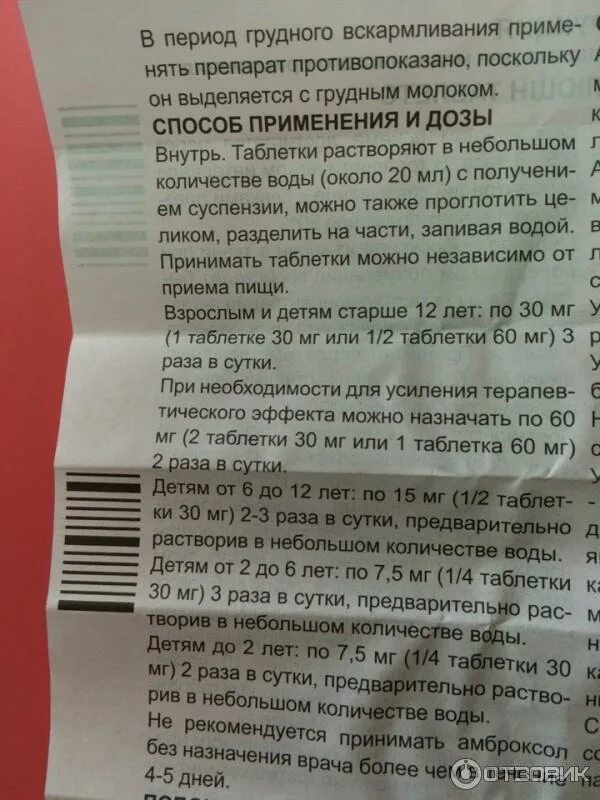 В период грудного вскармливания приме-
нять препарат противопоказано, поскольку
он выделяется с грудным молоком.
СПОСОБ ПРИМЕНЕНИЯ И ДОЗЫ
Внутрь. Таблетки растворяют в небольшом
количестве воды (около 20 мл) с получени-
ем суспензии, можно также проглотить це-
ликом, разделить на части, запивая водой.
Принимать таблетки можно независимо от
приема пищи.
Взрослым и детям старше 12 лет: по 30 мг
(1 таблетке 30 мг или 1/2 таблетки 60 мг) 3
раза в сутки.
При необходимости для усиления терапев-
тического эффекта можно назначать по 60
мг (2 таблетки 30 мг или 1 таблетка 60 мг)
2 раза в сутки.
Детям от 6 до 12 лет: по 15 мг (1/2 таблет-
ки 30 мг) 2-3 раза в сутки, предварительно
растворив в небольшом количестве воды.
Детям от 2 до 6 лет: по 7,5 мг (1/4 таблетки
30 мг) 3 раза в сутки, предварительно рас-
творив в небольшом количестве воды.
Детям до 2 лет: по 7,5 мг (1/4 таблетки 30
мг) 2 раза в сутки, предварительно раство-
рив в небольшом количестве воды.
Не рекомендуется принимать амброксол
без назначения врача более чем в течение
4-5 дней.
ОТЗОВИК